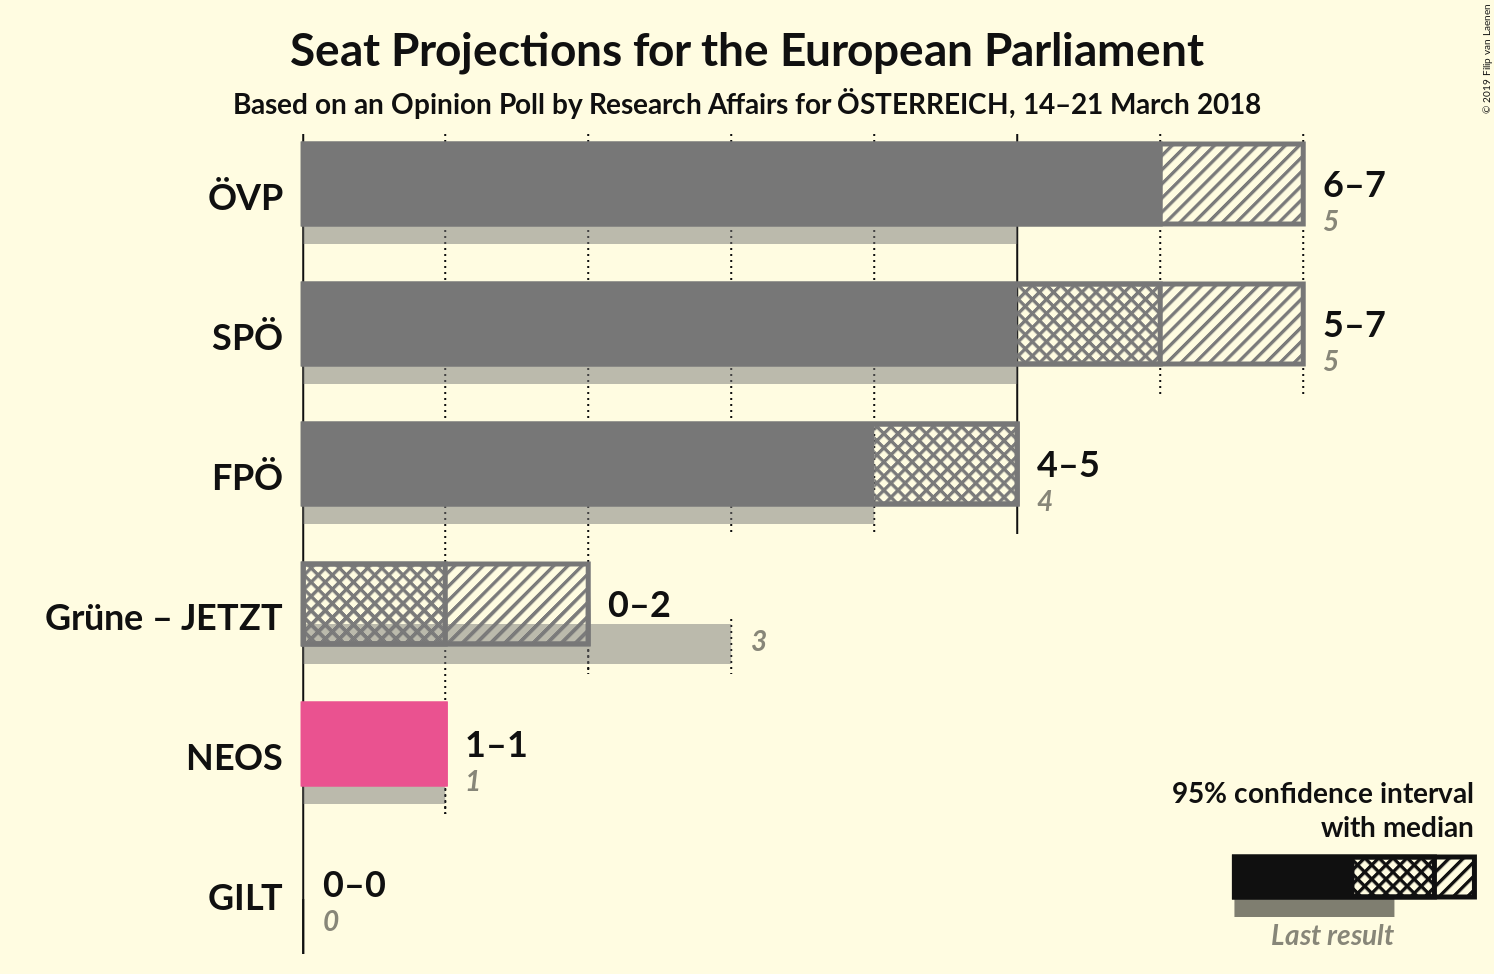 Seat Projections for the European Parliament
Based on an Opinion Poll by Research Affairs for ÖSTERREICH, 14–21 March 2018
© 2019 Filip van Laenen
ÖVP
6–7
5
SPÖ
5–7
5
FPÖ
4–5
4
Grüne – JETZT
0–2
3
NEOS
1–1
1
GILT
0–0
0
95% confidence interval
with median
Last result